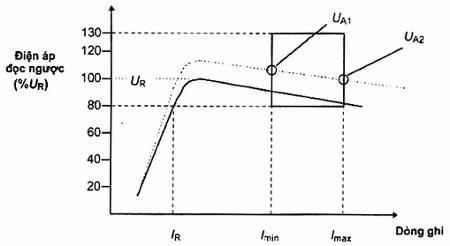 Điện áp
đọc ngược
(%UR)
130
120
100
80
60
40
20
UR
UA1
UA2
IR
Imin
Imax
Dòng ghi